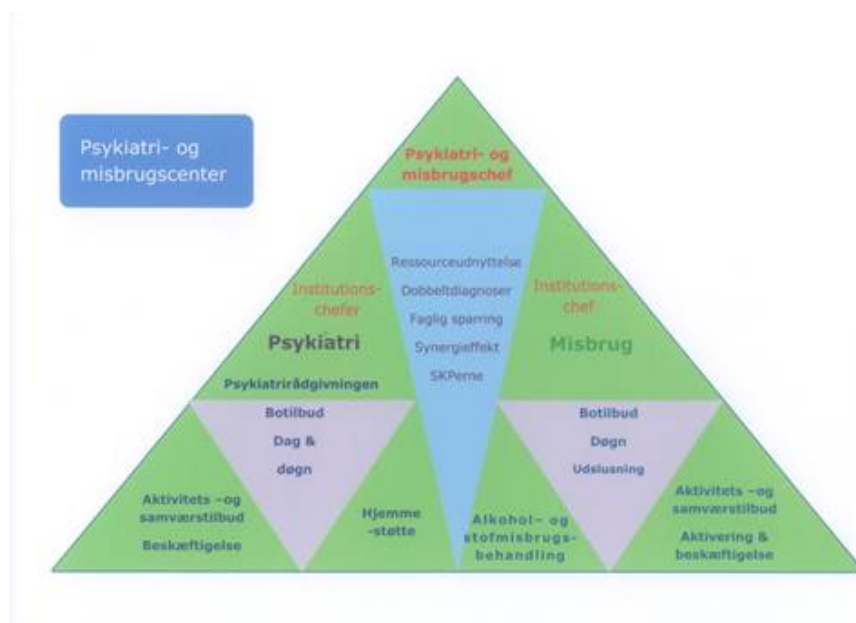 Psykiatri- og
misbrugscenter
Psykiatri- og
misbrugschef
Ressourceudnyttelse
Dobbeltdiagnoser
Faglig sparring
Synergieffekt
SKPerne
Institutions-
chefer
Psykiatri
Psykiatrirådgivningen
Institutions-
chef
Misbrug
Botilbud
Dag &
døgn
Botilbud
Døgn
Udslusning
Aktivitets –og
samværstilbud
Beskæftigelse
Hjemme
-støtte
Alkohol– og
stofmisbrugs-
behandling
Aktivitets –og
samværstilbud
Aktivering &
beskæftigelse